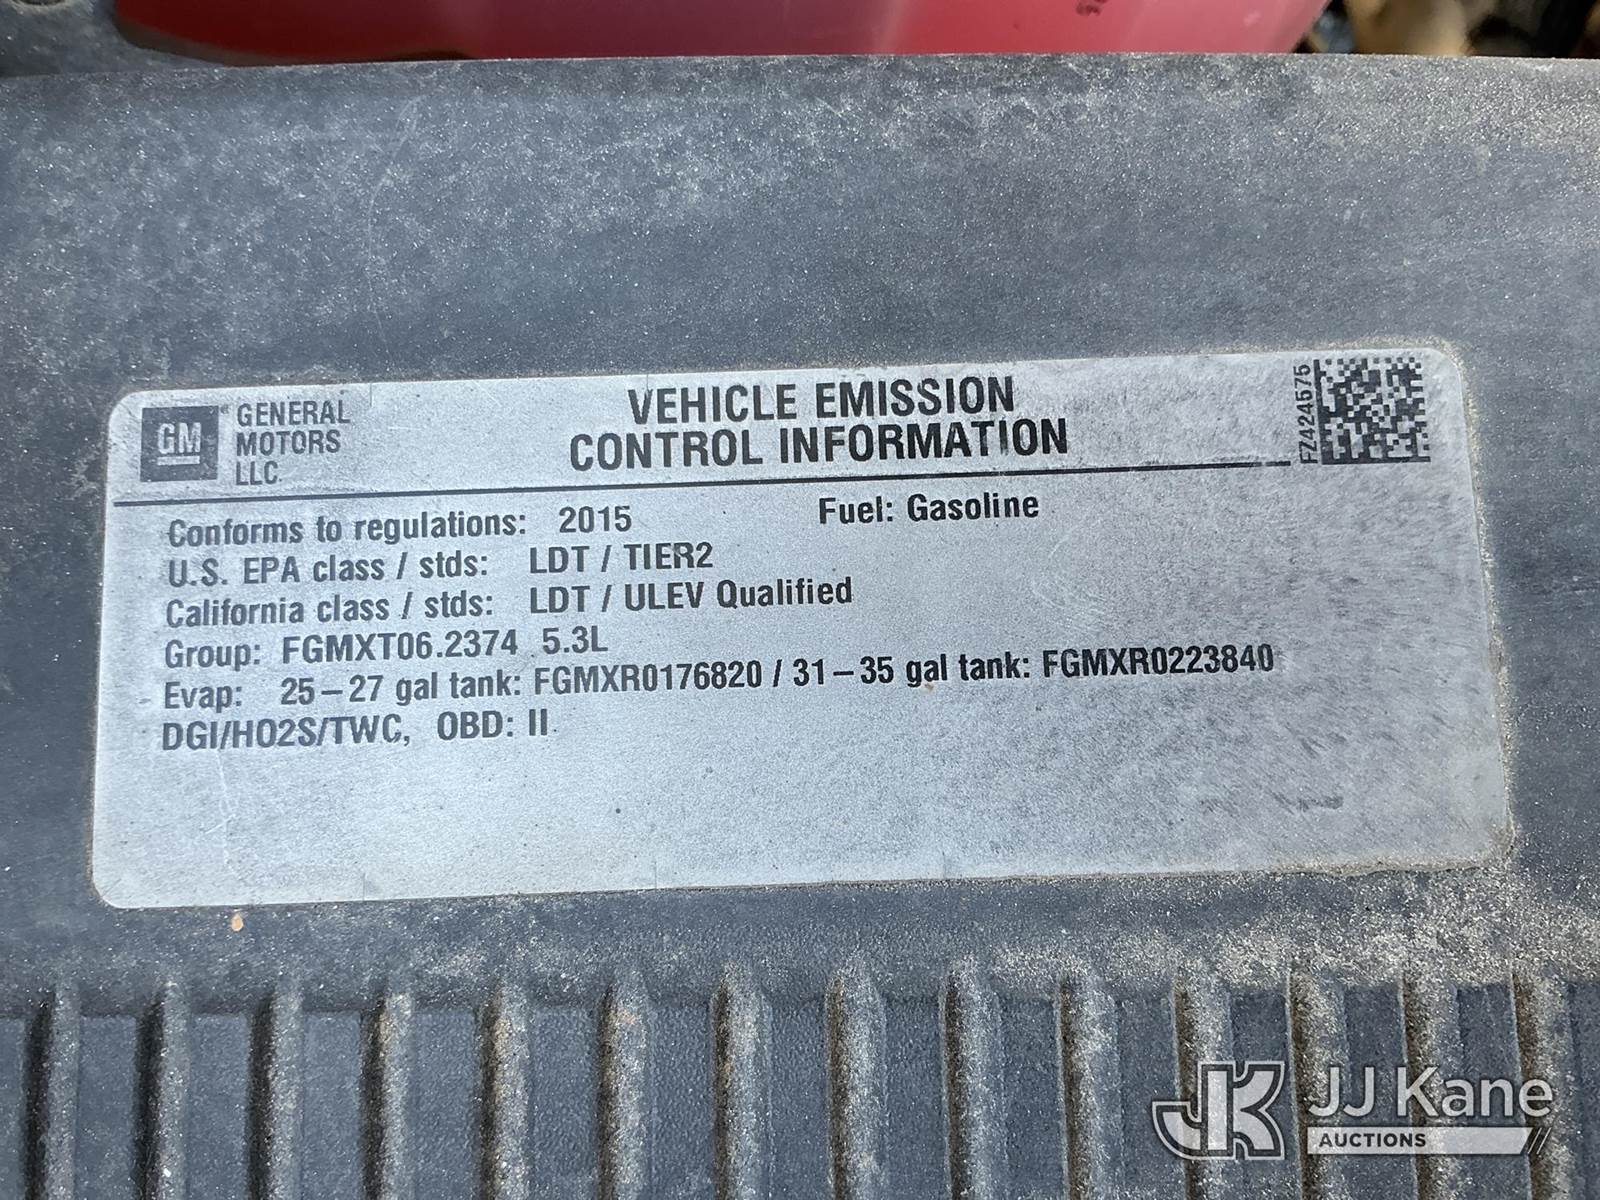 GM
GENERAL
MOTORS
LLC.
VEHICLE EMISSION
CONTROL INFORMATION
FZ424575
Conforms to regulations: 2015 Fuel: Gasoline
U.S. EPA class / stds: LDT / TIER2
California class / stds: LDT / ULEV Qualified
Group: FGMXT06.2374 5.3L
Evap: 25–27 gal tank: FGMXR0176820 / 31–35 gal tank: FGMXR0223840
DGI/HO2S/TWC, OBD: II
JK JJ Kane
AUCTIONS